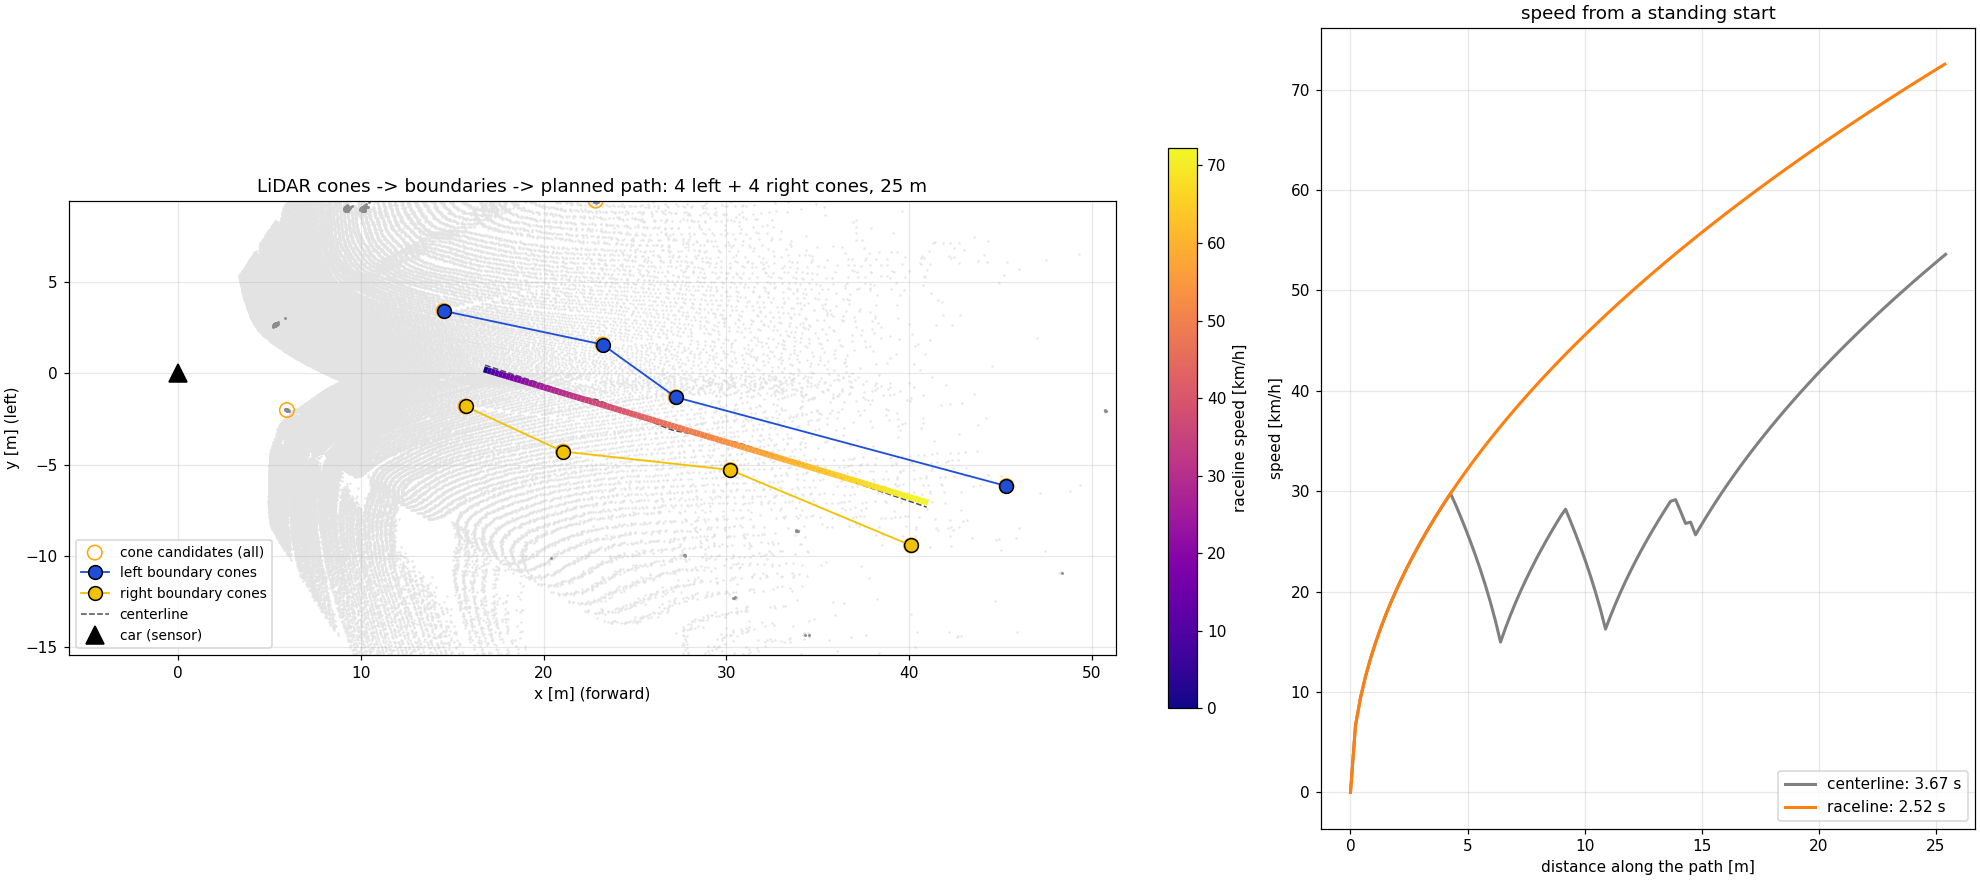 LiDAR cones -> boundaries -> planned path: 4 left + 4 right cones, 25 m
5
0
−5
−10
−15
y [m] (left)
0
10
20
30
40
50
x [m] (forward)
cone candidates (all)
left boundary cones
right boundary cones
centerline
car (sensor)
70
60
50
40
30
20
10
0
raceline speed [km/h]
speed from a standing start
70
60
50
40
30
20
10
0
speed [km/h]
0
5
10
15
20
25
distance along the path [m]
centerline: 3.67 s
raceline: 2.52 s